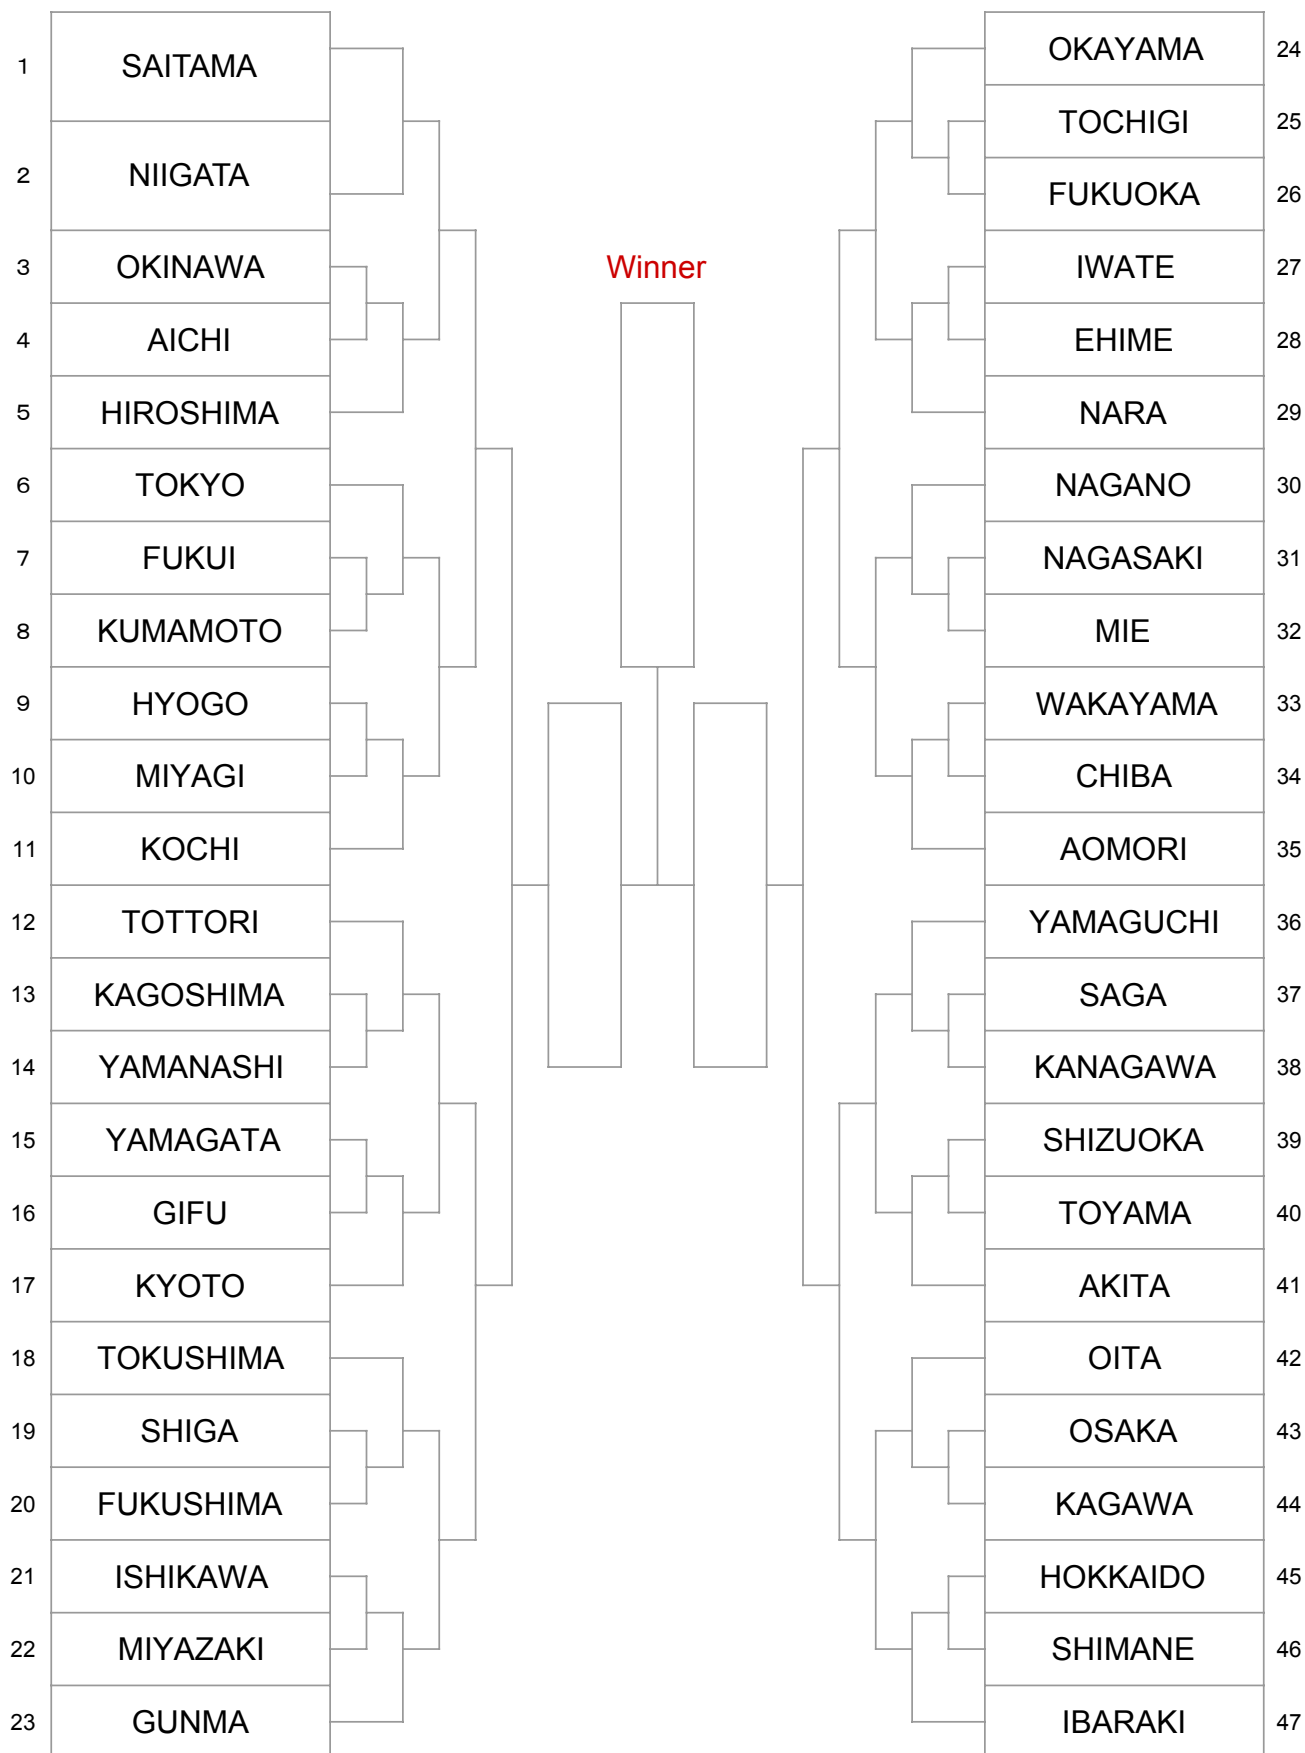 1 SAITAMA
2 NIIGATA
3 OKINAWA
4 AICHI
5 HIROSHIMA
6 TOKYO
7 FUKUI
8 KUMAMOTO
9 HYOGO
10 MIYAGI
11 KOCHI
12 TOTTORI
13 KAGOSHIMA
14 YAMANASHI
15 YAMAGATA
16 GIFU
17 KYOTO
18 TOKUSHIMA
19 SHIGA
20 FUKUSHIMA
21 ISHIKAWA
22 MIYAZAKI
23 GUNMA
Winner
OKAYAMA 24
TOCHIGI 25
FUKUOKA 26
IWATE 27
EHIME 28
NARA 29
NAGANO 30
NAGASAKI 31
MIE 32
WAKAYAMA 33
CHIBA 34
AOMORI 35
YAMAGUCHI 36
SAGA 37
KANAGAWA 38
SHIZUOKA 39
TOYAMA 40
AKITA 41
OITA 42
OSAKA 43
KAGAWA 44
HOKKAIDO 45
SHIMANE 46
IBARAKI 47